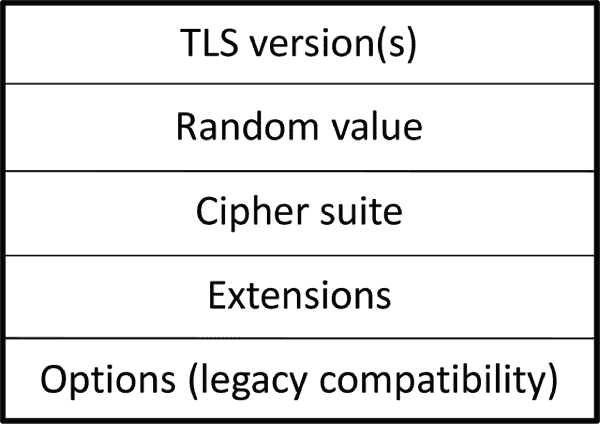 TLS version(s)
Random value
Cipher suite
Extensions
Options (legacy compatibility)